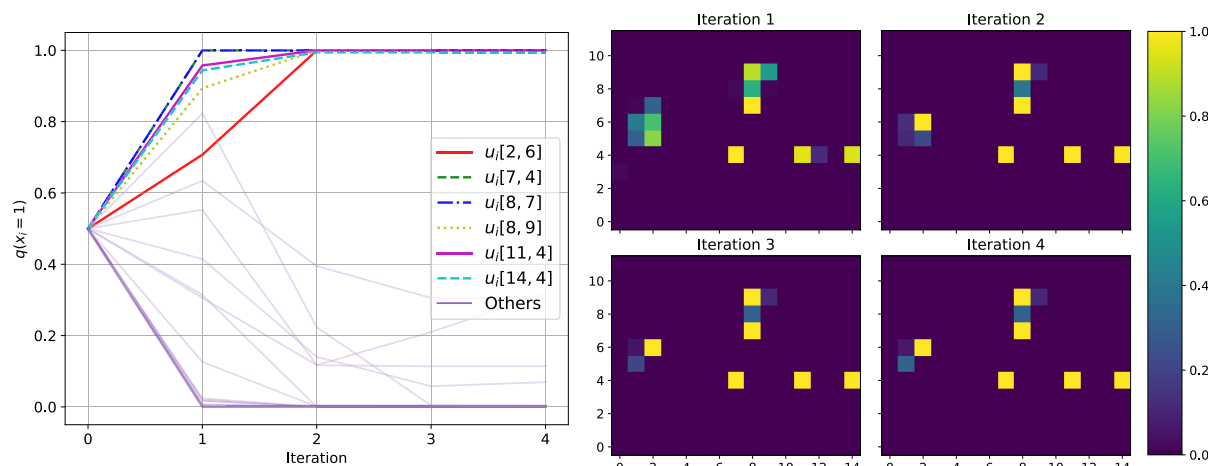 1.0
0.8
0.6
0.4
0.2
0.0
q(x_i = 1)
0 1 2 3 4
Iteration
u_i[2, 6]
u_i[7, 4]
u_i[8, 7]
u_i[8, 9]
u_i[11, 4]
u_i[14, 4]
Others
Iteration 1
10
8
6
4
2
0
Iteration 2
Iteration 3
10
8
6
4
2
0
0 2 4 6 8 10 12 14
Iteration 4
0 2 4 6 8 10 12 14
1.0
0.8
0.6
0.4
0.2
0.0